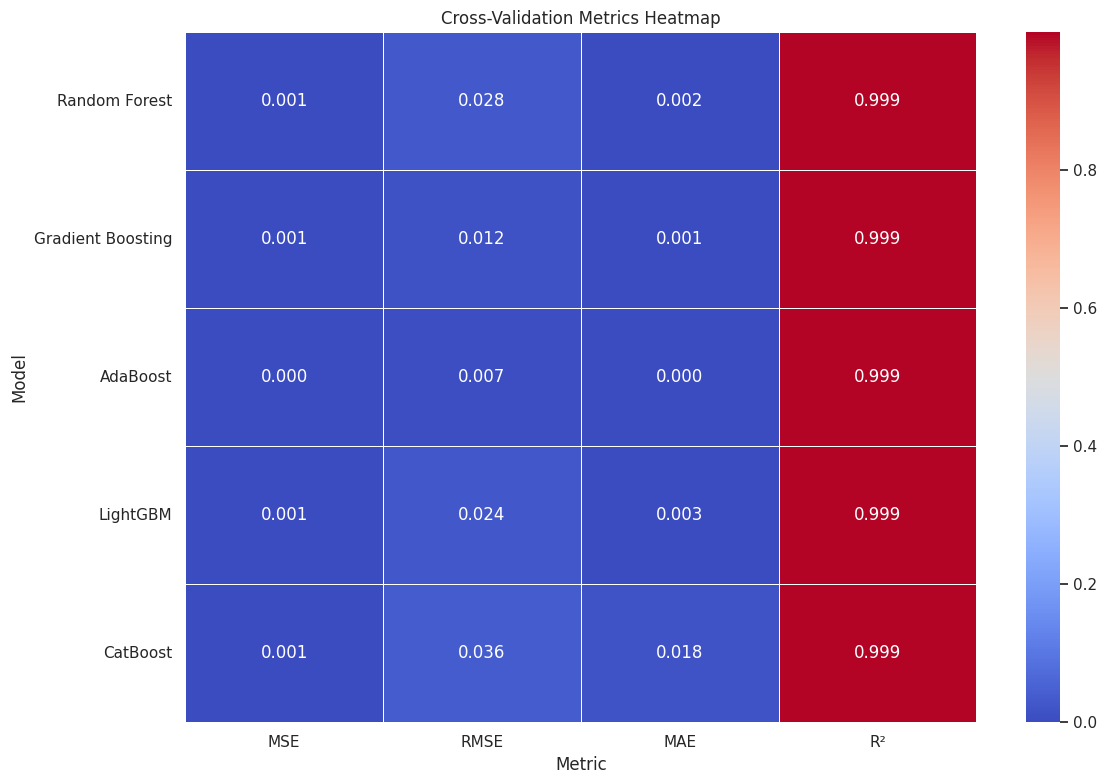 Cross-Validation Metrics Heatmap
Random Forest 0.001 0.028 0.002 0.999
Gradient Boosting 0.001 0.012 0.001 0.999
AdaBoost 0.000 0.007 0.000 0.999
LightGBM 0.001 0.024 0.003 0.999
CatBoost 0.001 0.036 0.018 0.999
MSE RMSE MAE R²
Metric
Model
0.8
0.6
0.4
0.2
0.0